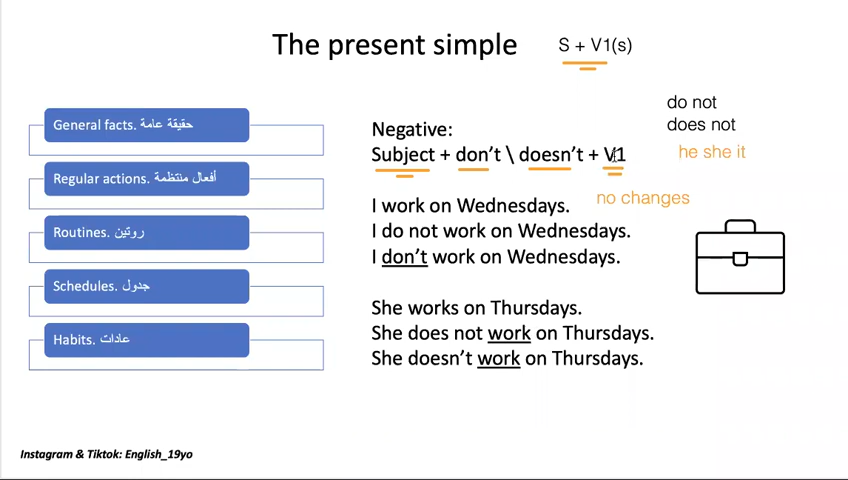 The present simple
S + V1(s)
General facts. حقيقة عامة
Regular actions. أفعال منتظمة
Routines. روتين
Schedules. جدول
Habits. عادات
Negative:
Subject + don’t \ doesn’t + V1
do not
does not
he she it
no changes
I work on Wednesdays.
I do not work on Wednesdays.
I don’t work on Wednesdays.
She works on Thursdays.
She does not work on Thursdays.
She doesn’t work on Thursdays.
Instagram & Tiktok: English_19yo